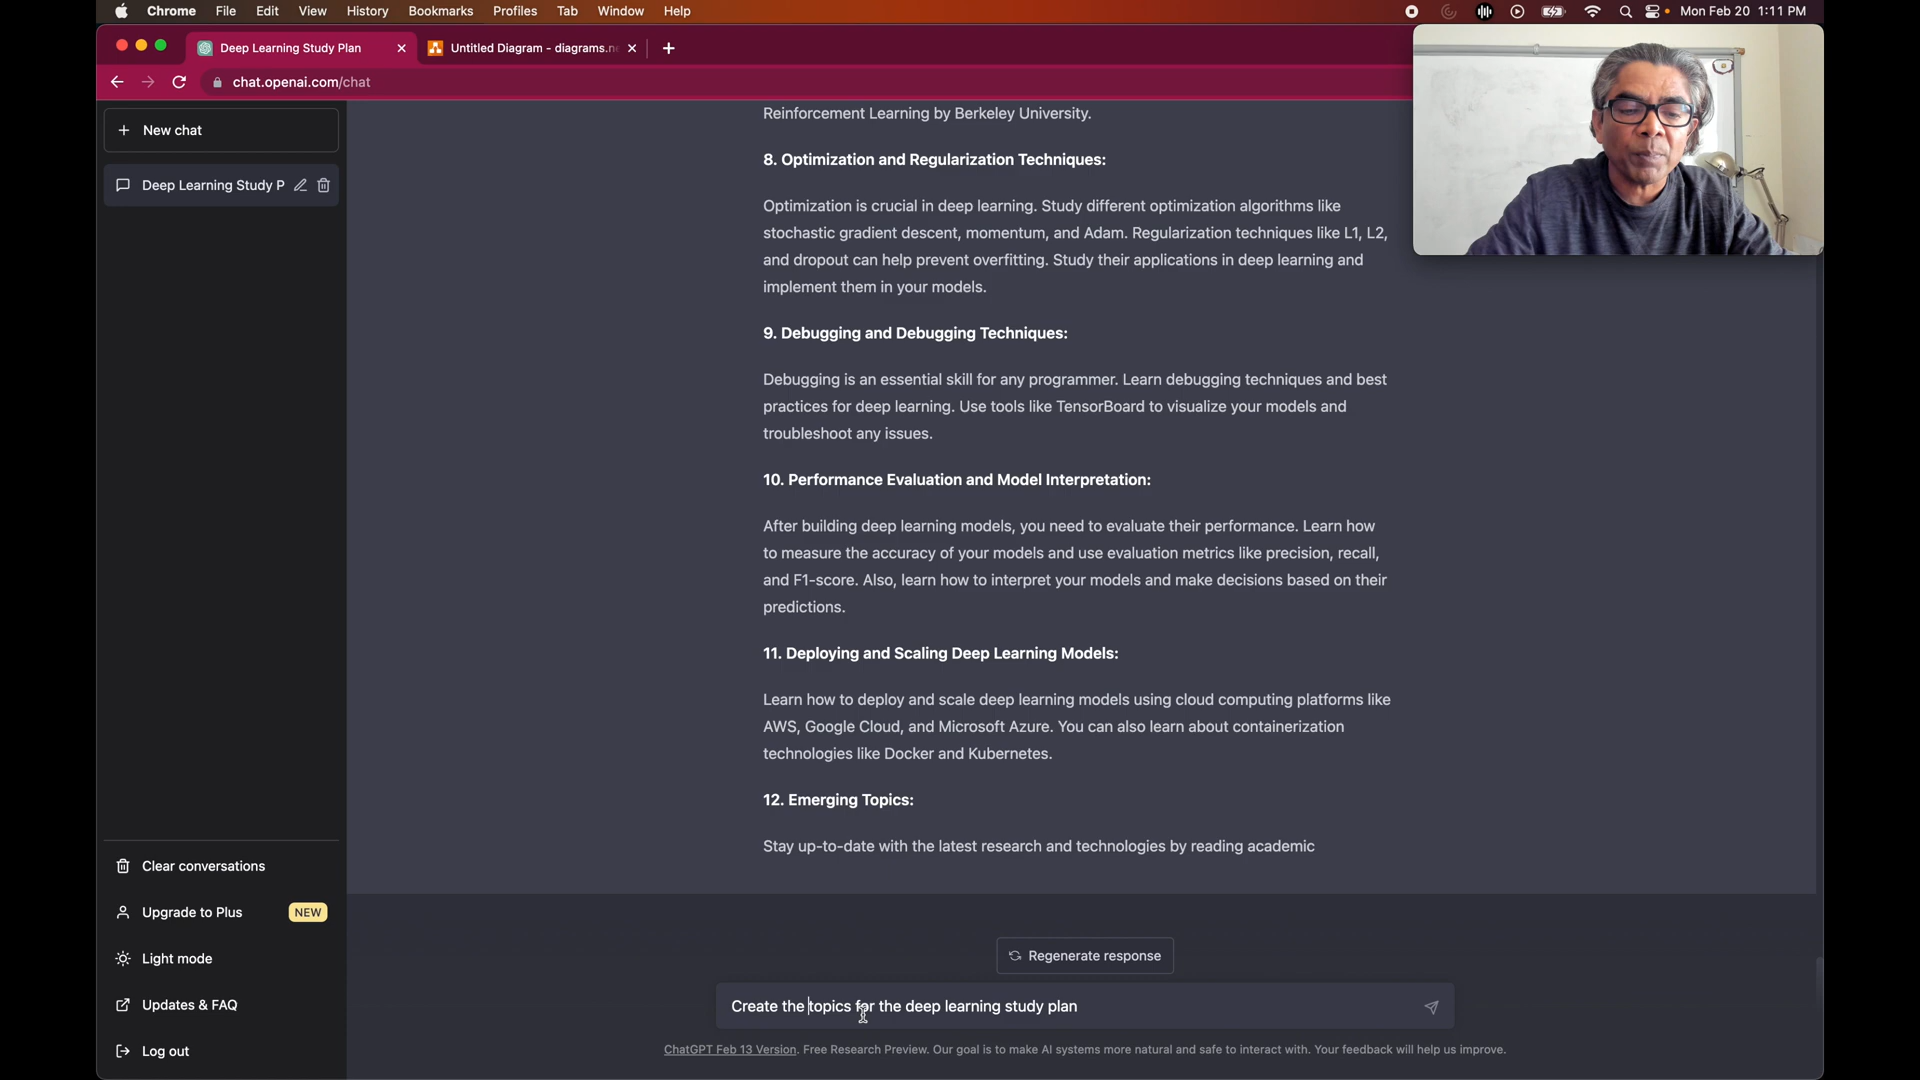 Chrome File Edit View History Bookmarks Profiles Tab Window Help Mon Feb 20 1:11 PM
Deep Learning Study Plan Untitled Diagram - diagrams.ne
chat.openai.com/chat
New chat
Deep Learning Study P
Reinforcement Learning by Berkeley University.
8. Optimization and Regularization Techniques:
Optimization is crucial in deep learning. Study different optimization algorithms like
stochastic gradient descent, momentum, and Adam. Regularization techniques like L1, L2,
and dropout can help prevent overfitting. Study their applications in deep learning and
implement them in your models.
9. Debugging and Debugging Techniques:
Debugging is an essential skill for any programmer. Learn debugging techniques and best
practices for deep learning. Use tools like TensorBoard to visualize your models and
troubleshoot any issues.
10. Performance Evaluation and Model Interpretation:
After building deep learning models, you need to evaluate their performance. Learn how
to measure the accuracy of your models and use evaluation metrics like precision, recall,
and F1-score. Also, learn how to interpret your models and make decisions based on their
predictions.
11. Deploying and Scaling Deep Learning Models:
Learn how to deploy and scale deep learning models using cloud computing platforms like
AWS, Google Cloud, and Microsoft Azure. You can also learn about containerization
technologies like Docker and Kubernetes.
12. Emerging Topics:
Stay up-to-date with the latest research and technologies by reading academic
Clear conversations
Upgrade to Plus NEW
Light mode
Updates & FAQ
Log out
Regenerate response
Create the topics for the deep learning study plan
ChatGPT Feb 13 Version. Free Research Preview. Our goal is to make AI systems more natural and safe to interact with. Your feedback will help us improve.